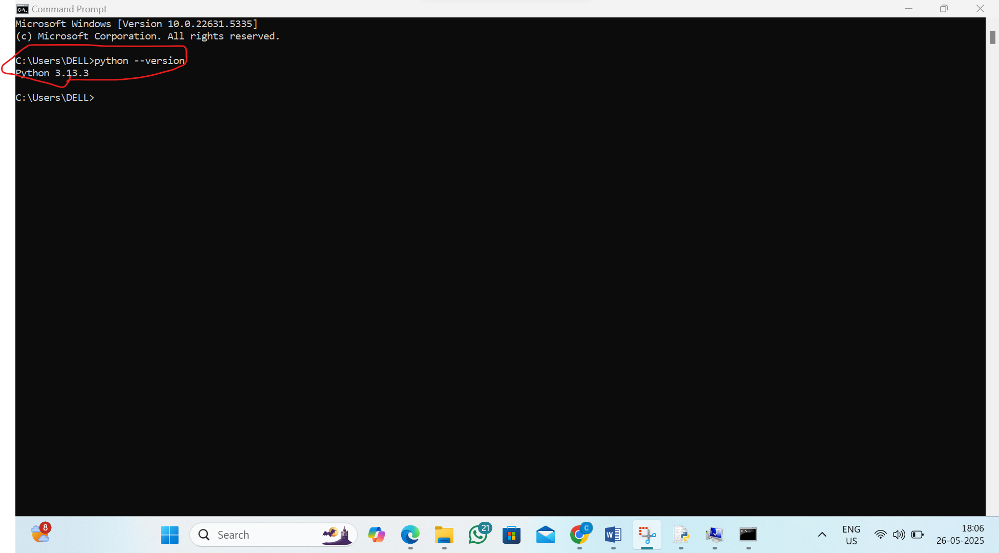 Command Prompt
Microsoft Windows [Version 10.0.22631.5335]
(c) Microsoft Corporation. All rights reserved.
C:\Users\DELL>python --version
Python 3.13.3
C:\Users\DELL>
8
Search
21
C
W
ENG
US
18:06
26-05-2025